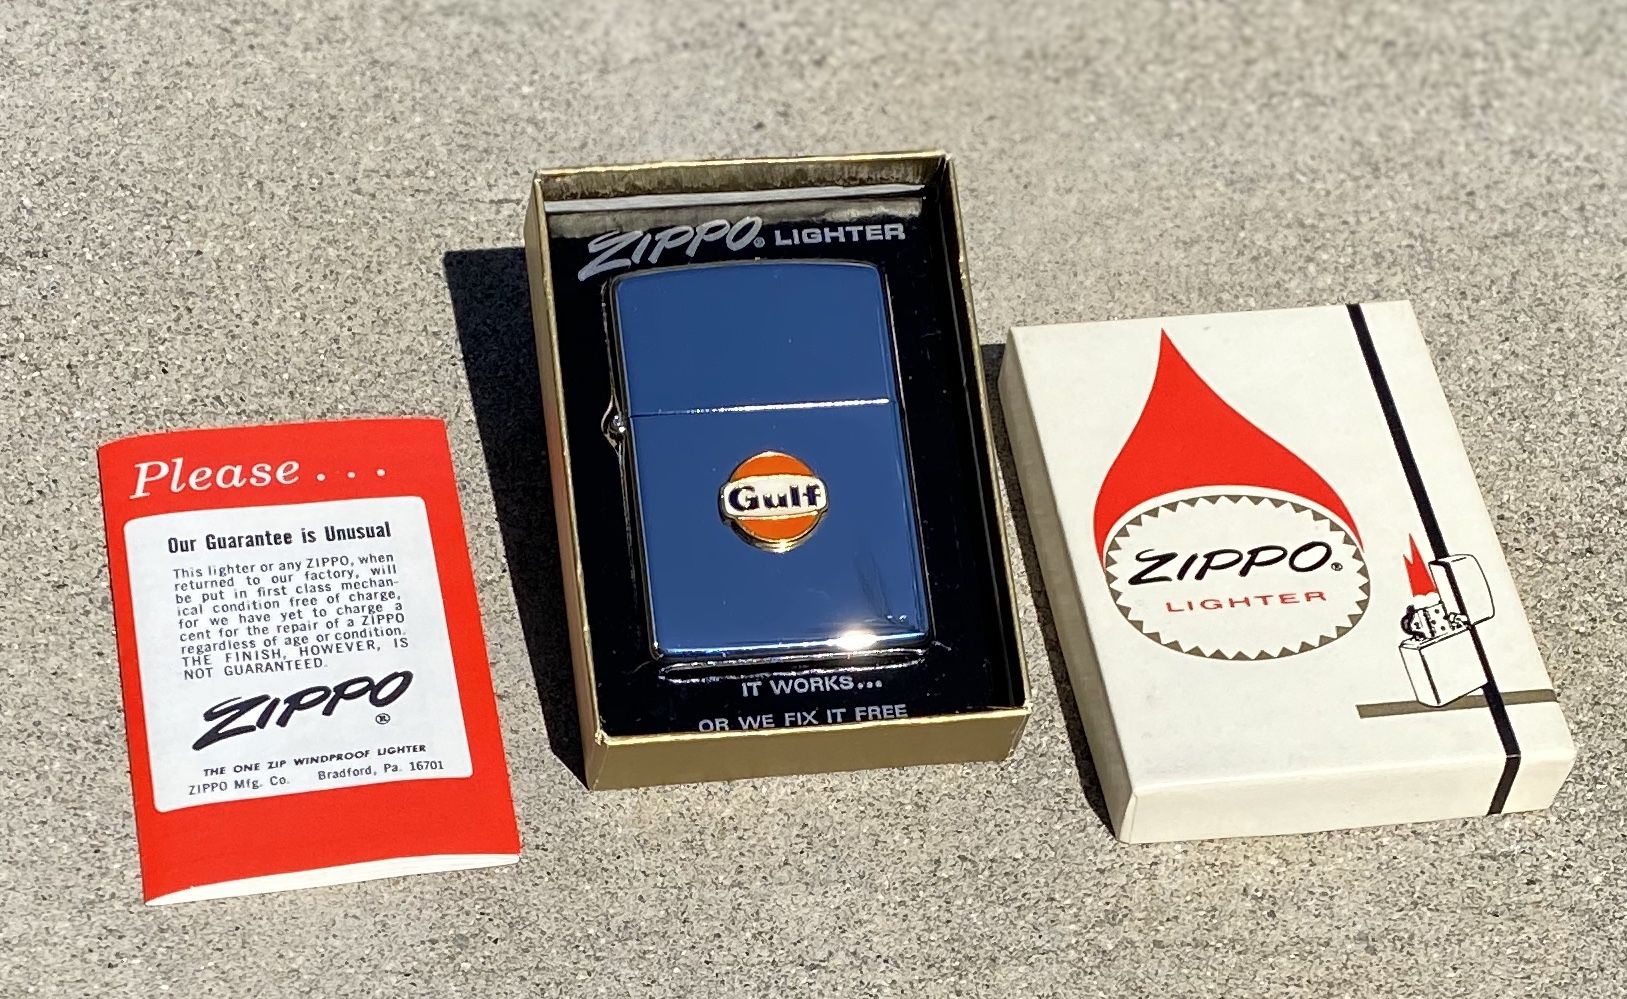 Please . . .
Our Guarantee is Unusual
This lighter or any ZIPPO, when
returned to our factory, will
be put in first class mechan-
ical condition free of charge,
for we have yet to charge a
cent for the repair of a ZIPPO
regardless of age or condition.
THE FINISH, HOWEVER, IS
NOT GUARANTEED.
ZIPPO
®
THE ONE ZIP WINDPROOF LIGHTER
ZIPPO Mfg. Co. Bradford, Pa. 16701
ZIPPO® LIGHTER
Gulf
IT WORKS...
OR WE FIX IT FREE
ZIPPO®
LIGHTER